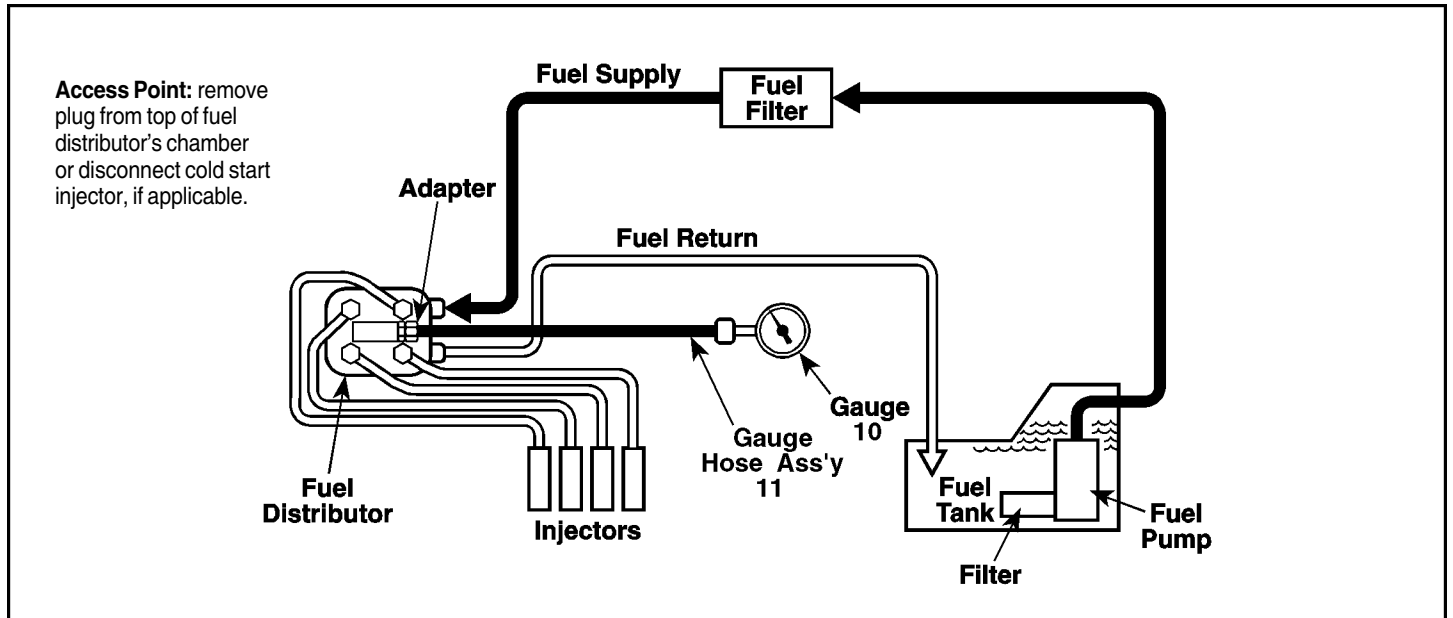 Access Point: remove
plug from top of fuel
distributor's chamber
or disconnect cold start
injector, if applicable.
Fuel Supply
Fuel
Filter
Adapter
Fuel Return
Gauge
10
Gauge
Hose Ass'y
11
Fuel
Distributor
Injectors
Fuel
Tank
Filter
Fuel
Pump